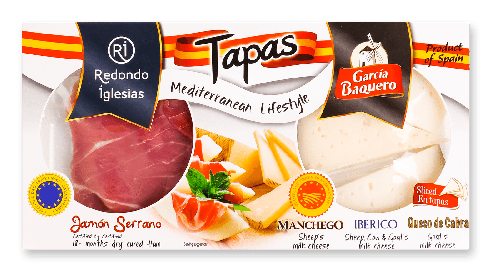 RI
Redondo
Iglesias
Tapas
Mediterranean Lifestyle
García
Baquero
Product
of Spain
Jamón Serrano
12+ months dry cured Ham
MANCHEGO
Sheep's
milk cheese
IBERICO
Sheep, Cow & Goat's
milk cheese
Queso de Cabra
Goat's
milk cheese
Sliced